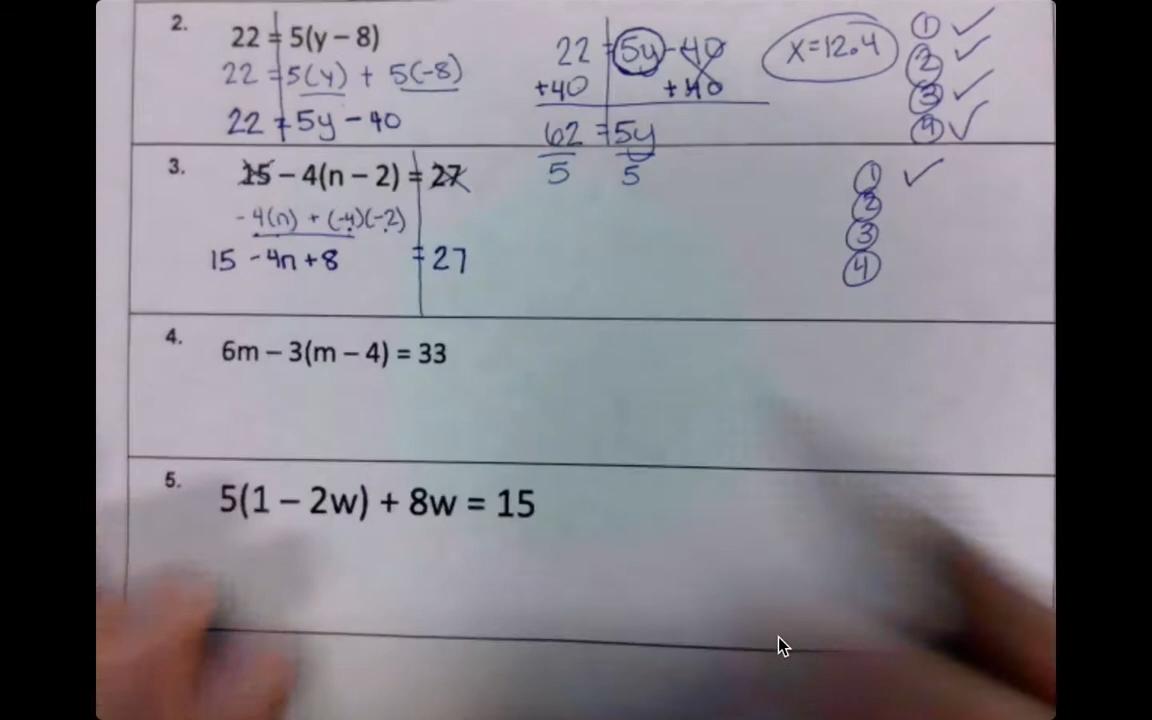 2.
22 = 5(y – 8)
22 = 5(y) + 5(-8)
22 = 5y - 40
22 = 5y - 40
+40 +40
62 = 5y
5 5
x = 12.4
① ✓
② ✓
③ ✓
④ ✓
3.
15 – 4(n – 2) = 27
- 4(n) + (-4)(-2)
15 - 4n + 8 = 27
① ✓
②
③
④
4.
6m – 3(m – 4) = 33
5.
5(1 – 2w) + 8w = 15